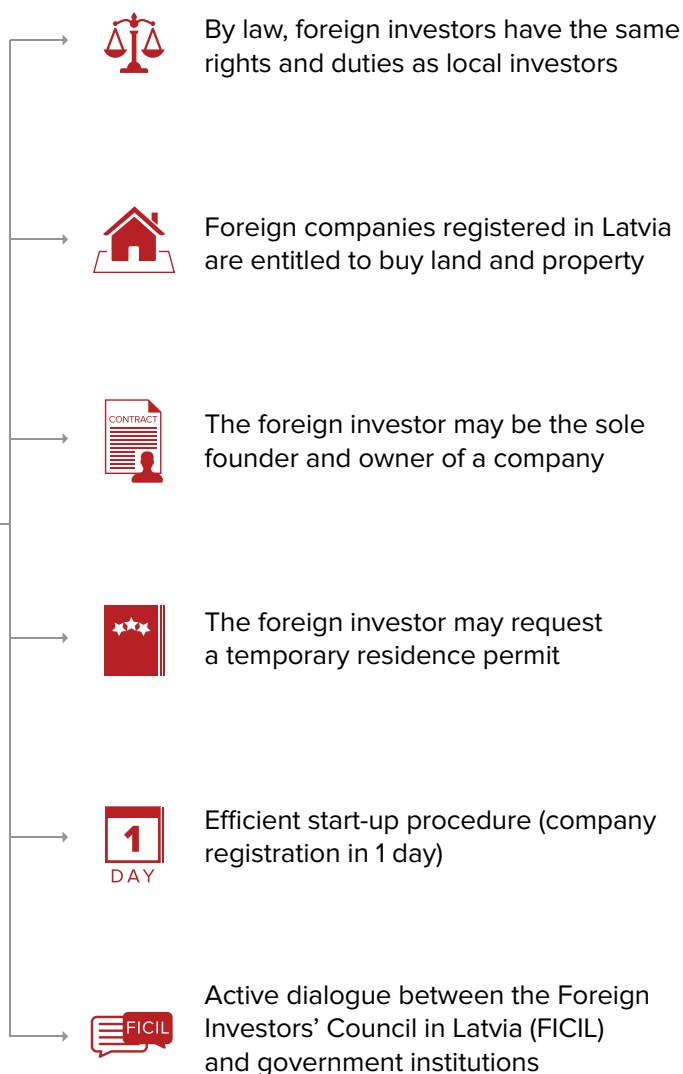 By law, foreign investors have the same
rights and duties as local investors
Foreign companies registered in Latvia
are entitled to buy land and property
CONTRACT
The foreign investor may be the sole
founder and owner of a company
The foreign investor may request
a temporary residence permit
1
DAY
Efficient start-up procedure (company
registration in 1 day)
FICIL
Active dialogue between the Foreign
Investors’ Council in Latvia (FICIL)
and government institutions